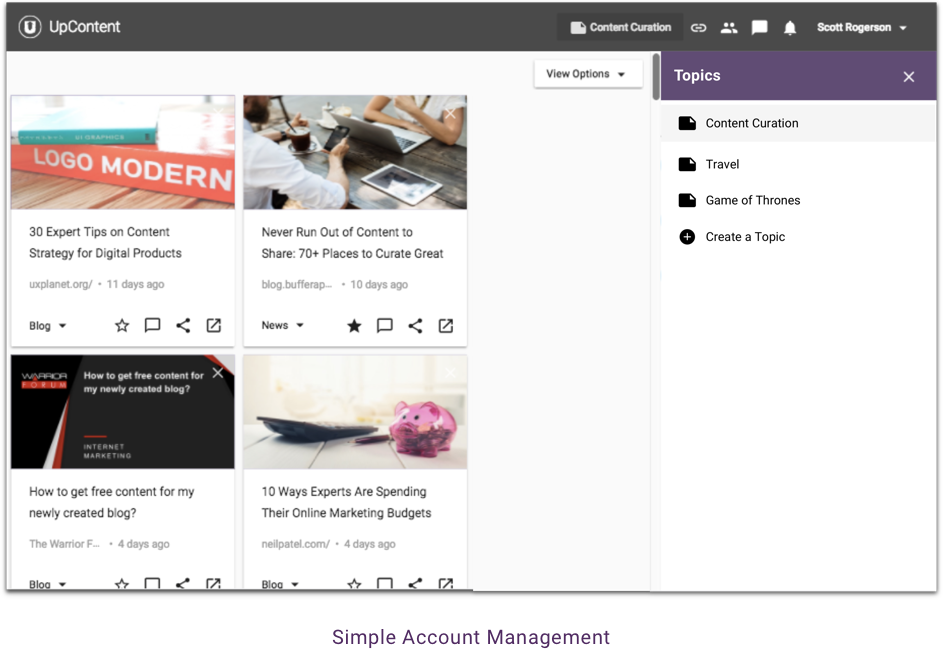 UpContent
Content Curation
Scott Rogerson
View Options
Topics
Content Curation
Travel
Game of Thrones
Create a Topic
UI GRAPHICS
LOGO MODERN
30 Expert Tips on Content
Strategy for Digital Products
uxplanet.org/ • 11 days ago
Blog
Never Run Out of Content to
Share: 70+ Places to Curate Great
blog.bufferap... • 10 days ago
News
WARRIOR
FORUM
How to get free content for
my newly created blog?
INTERNET
MARKETING
How to get free content for my
newly created blog?
The Warrior F... • 4 days ago
Blog
10 Ways Experts Are Spending
Their Online Marketing Budgets
neilpatel.com/ • 4 days ago
Blog
Simple Account Management